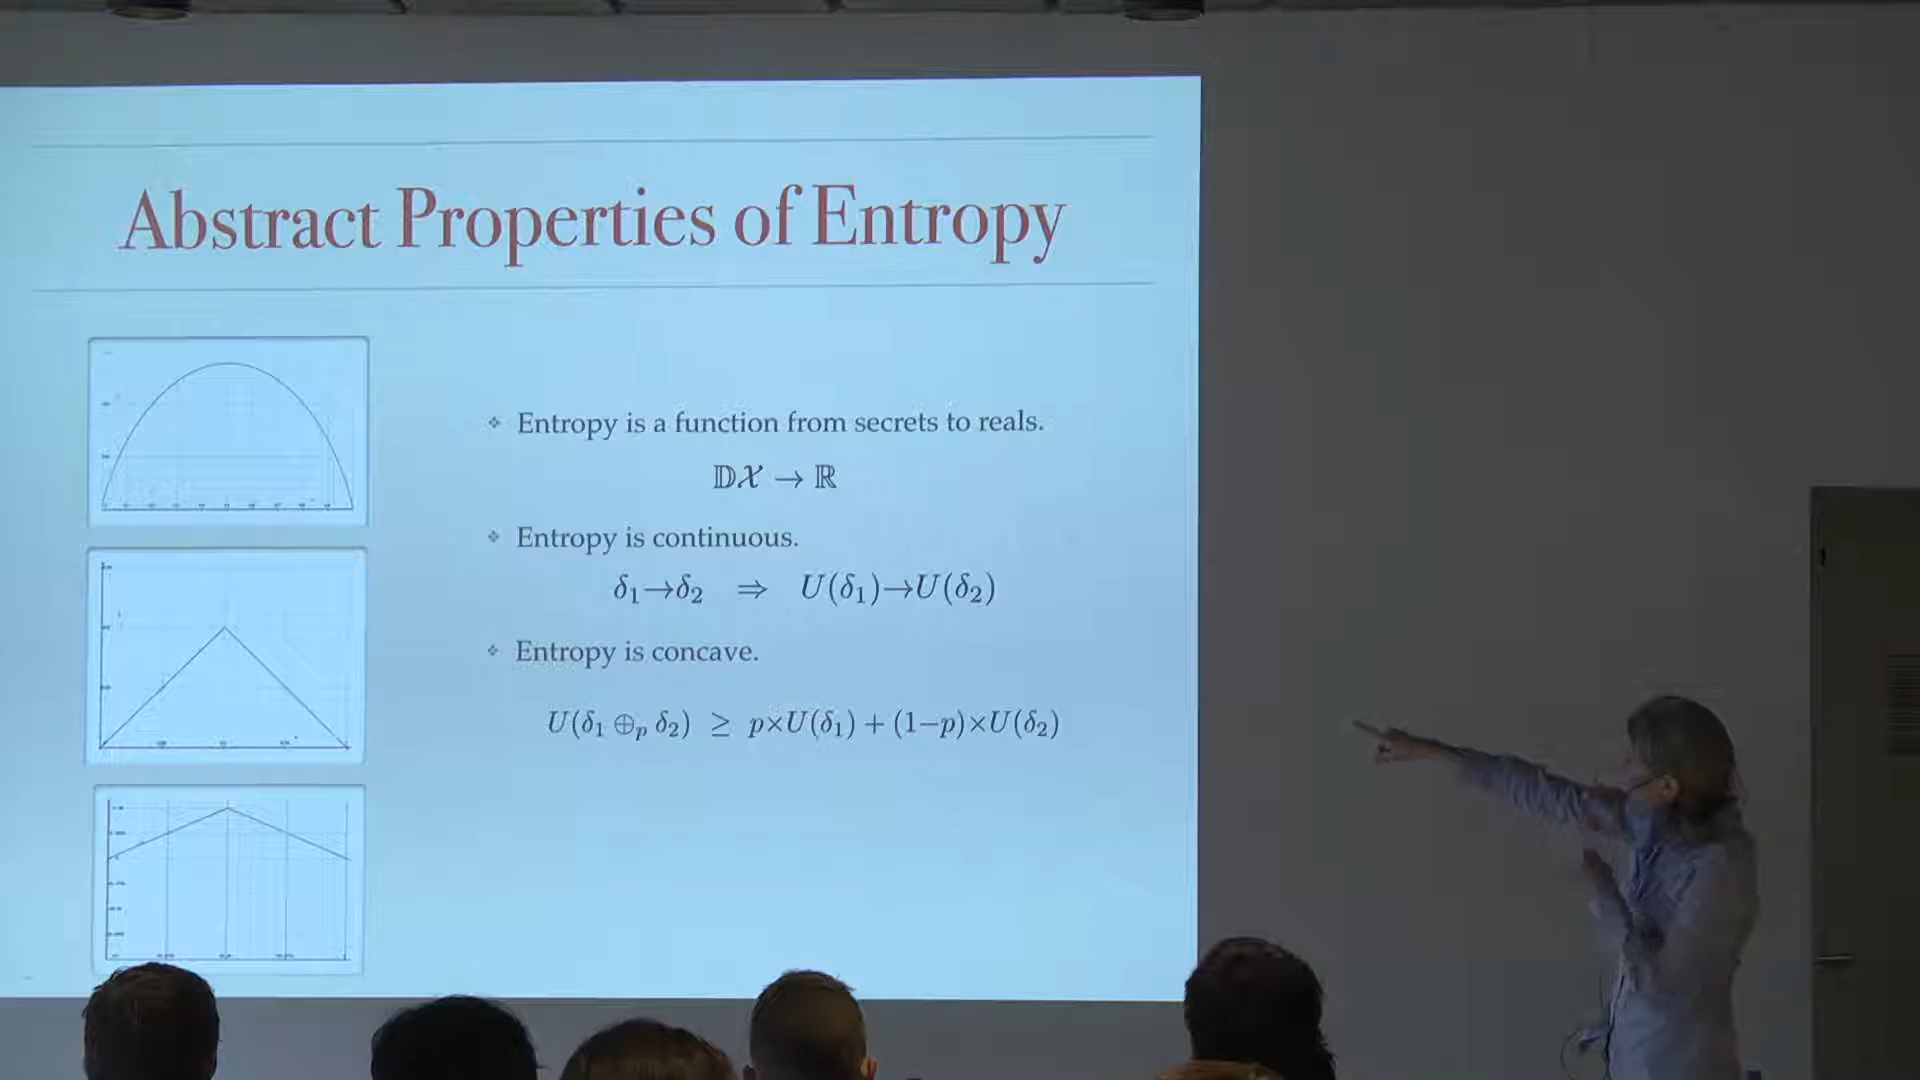 Abstract Properties of Entropy
❖ Entropy is a function from secrets to reals.
𝔻𝒳 → ℝ
❖ Entropy is continuous.
δ₁→δ₂ ⇒ U(δ₁)→U(δ₂)
❖ Entropy is concave.
U(δ₁ ⊕ₚ δ₂) ≥ p×U(δ₁) + (1−p)×U(δ₂)